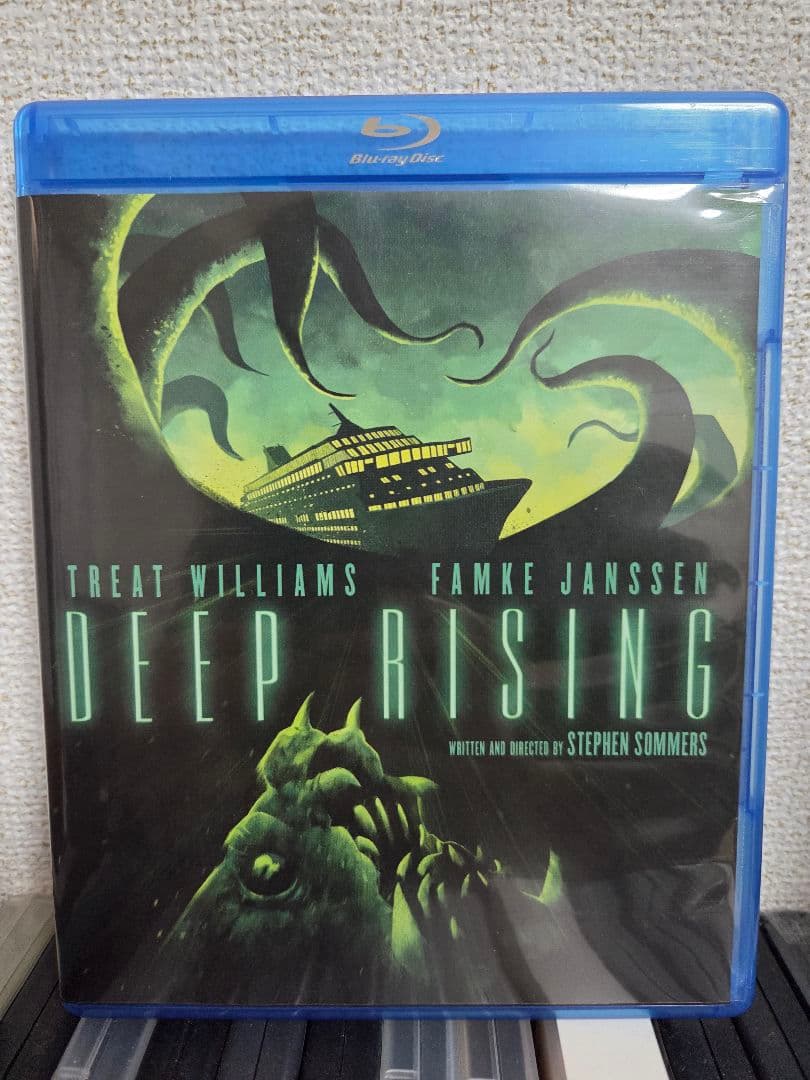 Blu-ray Disc
TREAT WILLIAMS FAMKE JANSSEN
DEEP RISING
WRITTEN AND DIRECTED BY STEPHEN SOMMERS